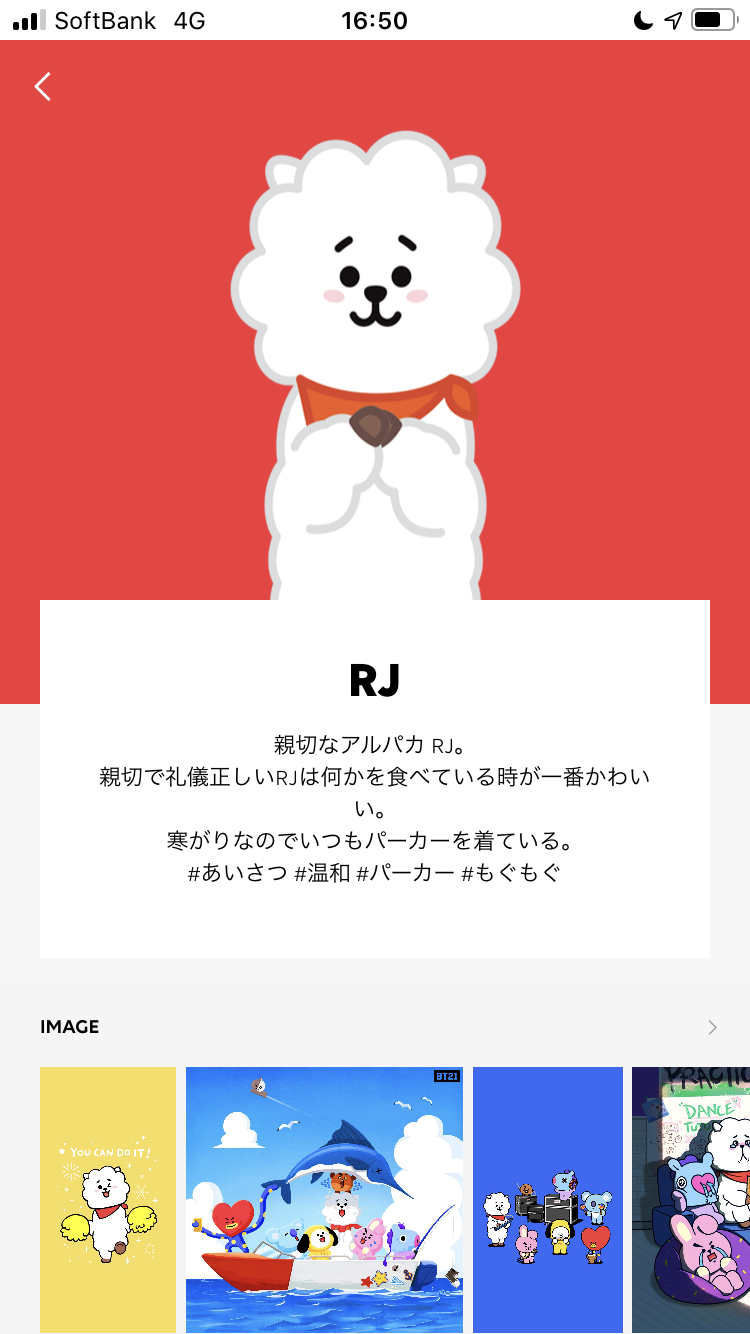 SoftBank 4G 16:50
RJ
親切なアルパカ RJ。
親切で礼儀正しいRJは何かを食べている時が一番かわい
い。
寒がりなのでいつもパーカーを着ている。
#あいさつ #温和 #パーカー #もぐもぐ
IMAGE
YOU CAN DO IT!
BT21
DANCE